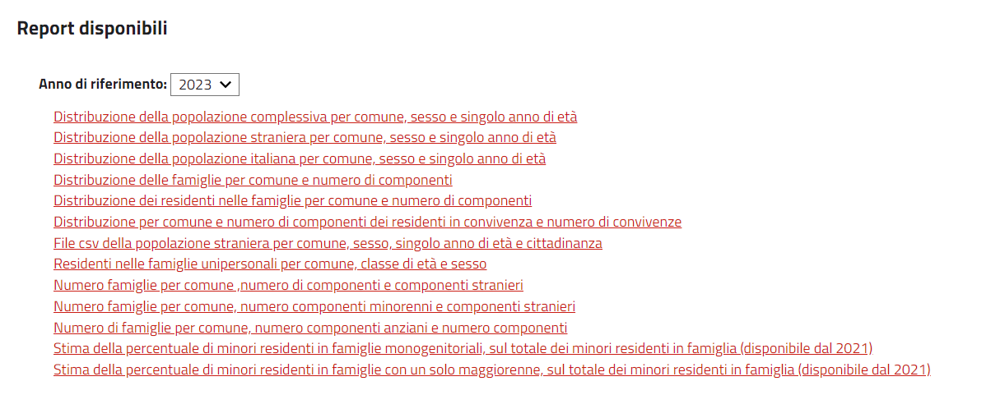 Report disponibili
Anno di riferimento: 2023
Distribuzione della popolazione complessiva per comune, sesso e singolo anno di età
Distribuzione della popolazione straniera per comune, sesso e singolo anno di età
Distribuzione della popolazione italiana per comune, sesso e singolo anno di età
Distribuzione delle famiglie per comune e numero di componenti
Distribuzione dei residenti nelle famiglie per comune e numero di componenti
Distribuzione per comune e numero di componenti dei residenti in convivenza e numero di convivenze
File csv della popolazione straniera per comune, sesso, singolo anno di età e cittadinanza
Residenti nelle famiglie unipersonali per comune, classe di età e sesso
Numero famiglie per comune ,numero di componenti e componenti stranieri
Numero famiglie per comune, numero componenti minorenni e componenti stranieri
Numero di famiglie per comune, numero componenti anziani e numero componenti
Stima della percentuale di minori residenti in famiglie monogenitoriali, sul totale dei minori residenti in famiglia (disponibile dal 2021)
Stima della percentuale di minori residenti in famiglie con un solo maggiorenne, sul totale dei minori residenti in famiglia (disponibile dal 2021)